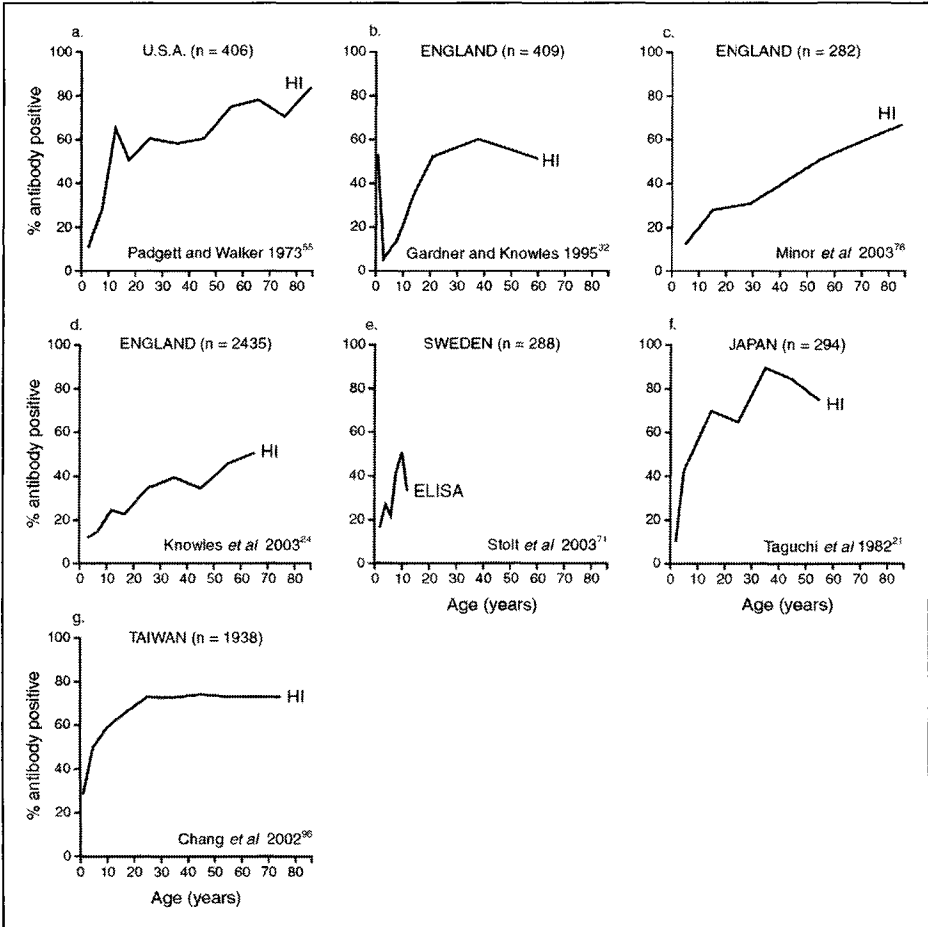 a.
U.S.A. (n = 406)
% antibody positive
100
80
60
40
20
0
HI
Padgett and Walker 197355
0 10 20 30 40 50 60 70 80
b.
ENGLAND (n = 409)
100
80
60
40
20
0
HI
Gardner and Knowles 199532
0 10 20 30 40 50 60 70 80
c.
ENGLAND (n = 282)
100
80
60
40
20
0
HI
Minor et al 200376
0 10 20 30 40 50 60 70 80
d.
ENGLAND (n = 2435)
% antibody positive
100
80
60
40
20
0
HI
Knowles et al 200324
0 10 20 30 40 50 60 70 80
e.
SWEDEN (n = 288)
100
80
60
40
20
0
ELISA
Stolt et al 200371
0 10 20 30 40 50 60 70 80
Age (years)
f.
JAPAN (n = 294)
100
80
60
40
20
0
HI
Taguchi et al 198221
0 10 20 30 40 50 60 70 80
Age (years)
g.
TAIWAN (n = 1938)
% antibody positive
100
80
60
40
20
0
HI
Chang et al 200296
0 10 20 30 40 50 60 70 80
Age (years)